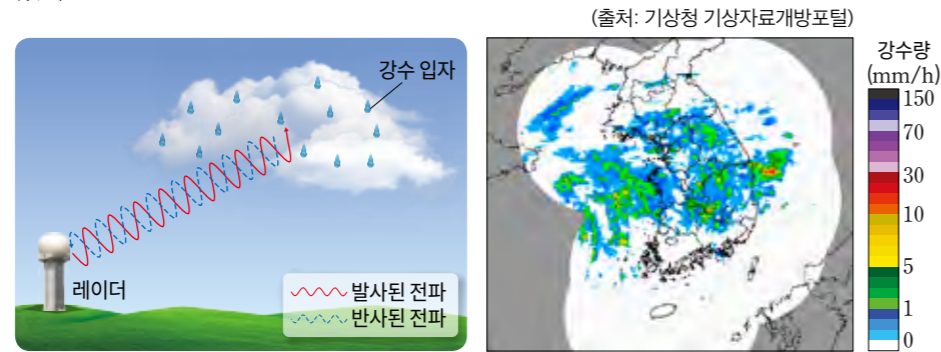 (출처: 기상청 기상자료개방포털)
강수 입자
레이더
발사된 전파
반사된 전파
강수량
(mm/h)
150
70
30
10
5
1
0